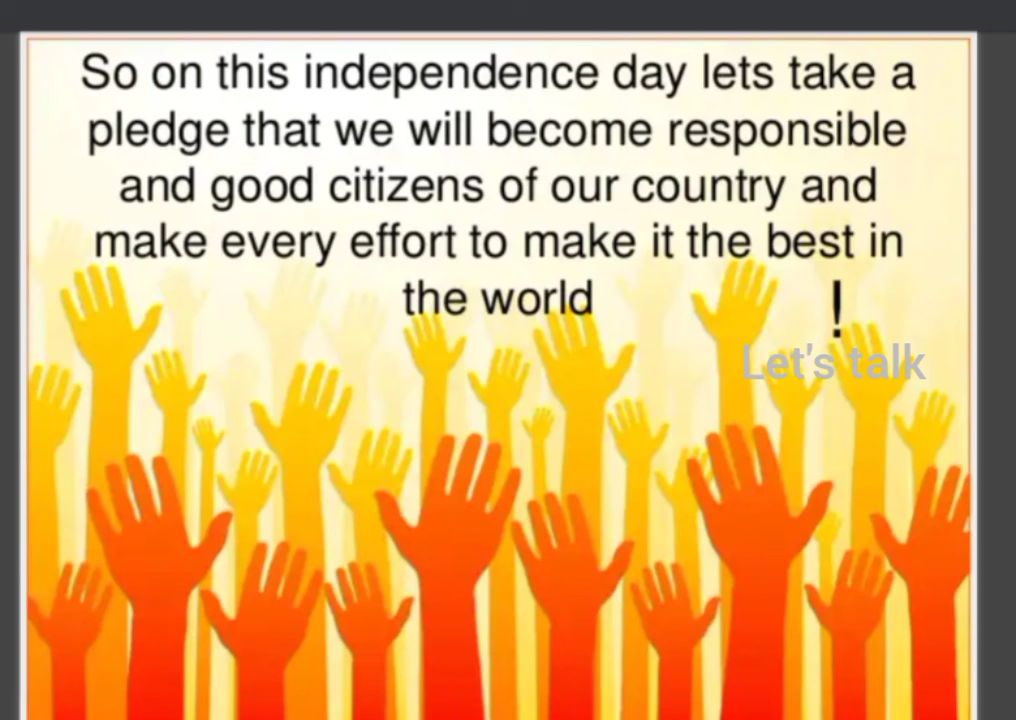 So on this independence day lets take a
pledge that we will become responsible
and good citizens of our country and
make every effort to make it the best in
the world !
Let's talk